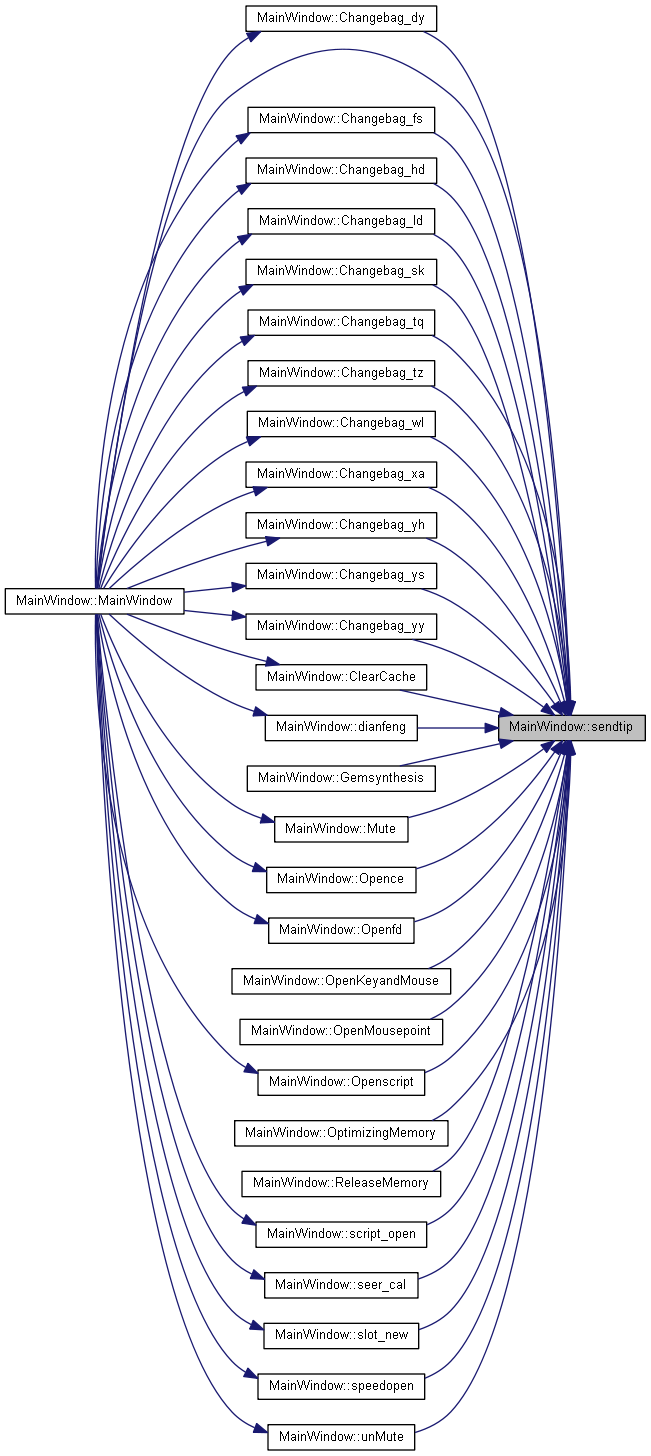 MainWindow::Changebag_dy
MainWindow::Changebag_fs
MainWindow::Changebag_hd
MainWindow::Changebag_ld
MainWindow::Changebag_sk
MainWindow::Changebag_tq
MainWindow::Changebag_tz
MainWindow::Changebag_wl
MainWindow::Changebag_xa
MainWindow::Changebag_yh
MainWindow::Changebag_ys
MainWindow::MainWindow
MainWindow::Changebag_yy
MainWindow::ClearCache
MainWindow::dianfeng
MainWindow::sendtip
MainWindow::Gemsynthesis
MainWindow::Mute
MainWindow::Opence
MainWindow::Openfd
MainWindow::OpenKeyandMouse
MainWindow::OpenMousepoint
MainWindow::Openscript
MainWindow::OptimizingMemory
MainWindow::ReleaseMemory
MainWindow::script_open
MainWindow::seer_cal
MainWindow::slot_new
MainWindow::speedopen
MainWindow::unMute